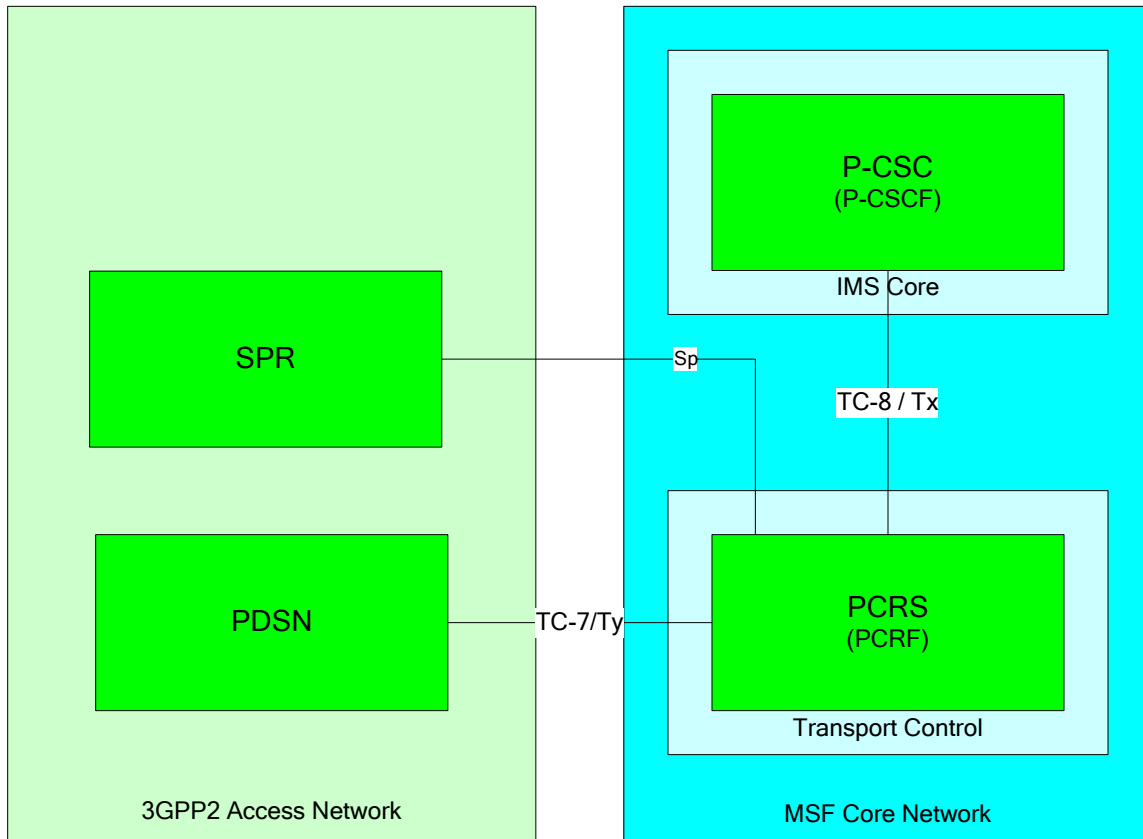 P-CSC
(P-CSCF)
IMS Core
SPR
Sp
TC-8 / Tx
PDSN
TC-7/Ty
PCRS
(PCRF)
Transport Control
3GPP2 Access Network
MSF Core Network